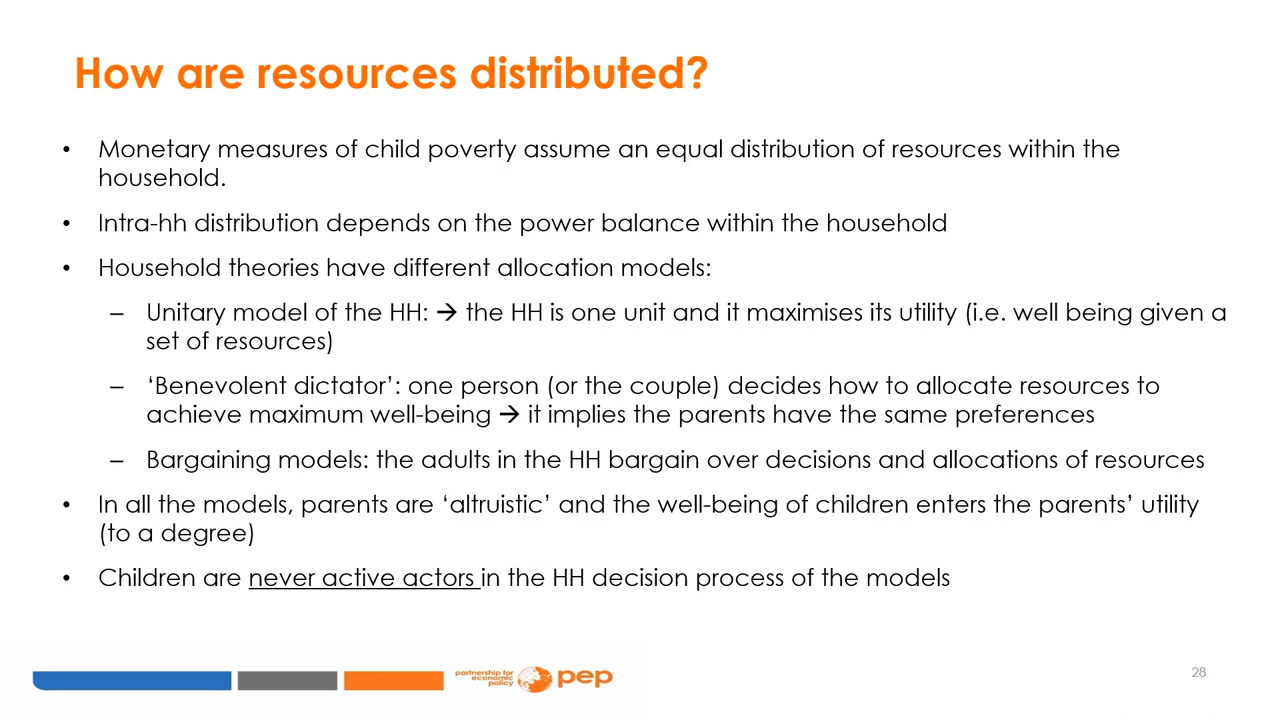 How are resources distributed?
• Monetary measures of child poverty assume an equal distribution of resources within the
household.
• Intra-hh distribution depends on the power balance within the household
• Household theories have different allocation models:
– Unitary model of the HH: → the HH is one unit and it maximises its utility (i.e. well being given a
set of resources)
– ‘Benevolent dictator’: one person (or the couple) decides how to allocate resources to
achieve maximum well-being → it implies the parents have the same preferences
– Bargaining models: the adults in the HH bargain over decisions and allocations of resources
• In all the models, parents are ‘altruistic’ and the well-being of children enters the parents’ utility
(to a degree)
• Children are never active actors in the HH decision process of the models
partnership for
economic
policy
pep
28